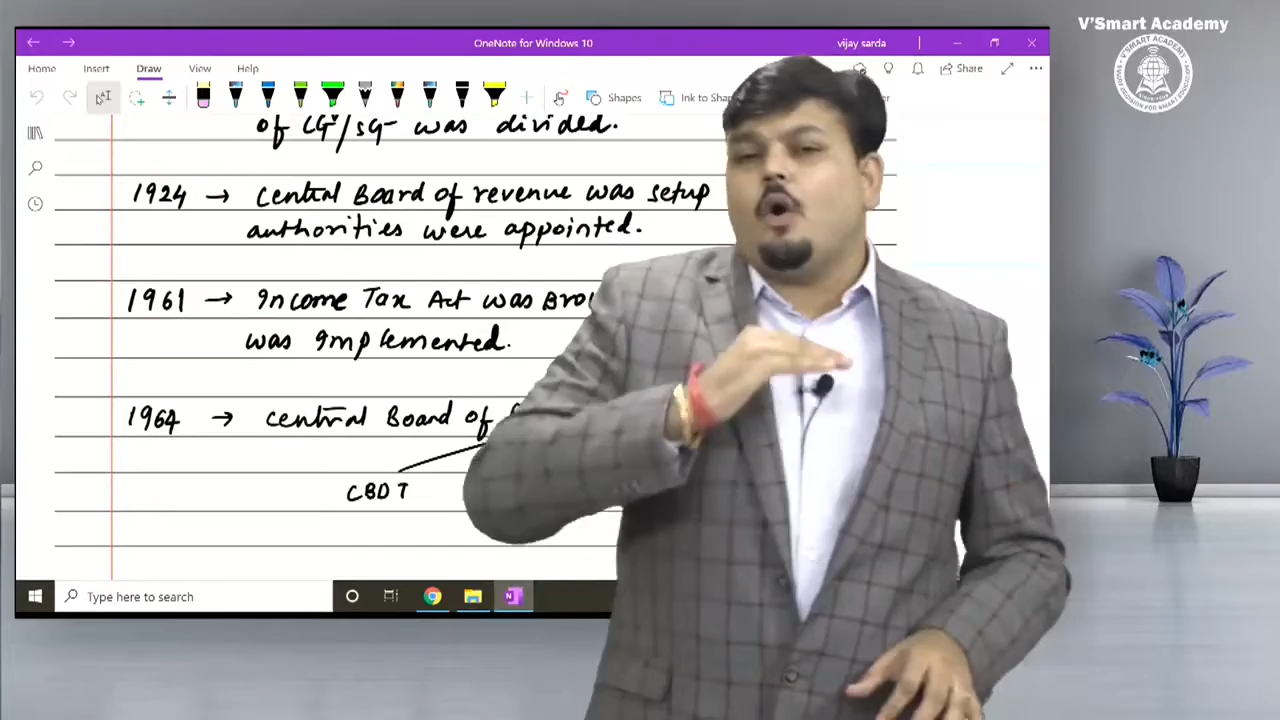 V'Smart Academy
OneNote for Windows 10
vijay sarda
Home Insert Draw View Help
Share
Shapes
Ink to
of CG/SG was divided.
1924 → Central Board of revenue was setup
authorities were appointed.
1961 → Income Tax Act was
was Implemented.
1964 → Central Board of
CBDT
Type here to search